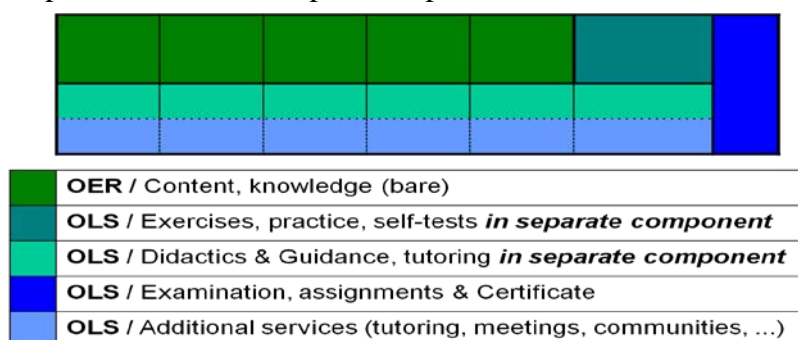 OER / Content, knowledge (bare)
OLS / Exercises, practice, self-tests in separate component
OLS / Didactics & Guidance, tutoring in separate component
OLS / Examination, assignments & Certificate
OLS / Additional services (tutoring, meetings, communities, ...)